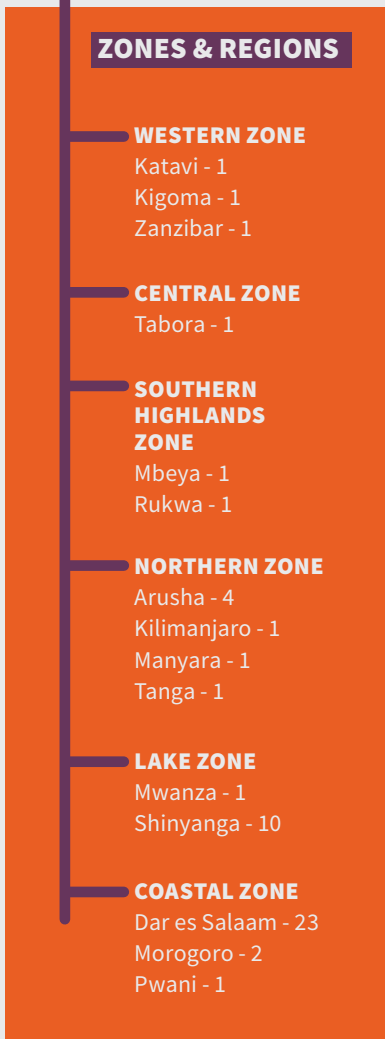 ZONES & REGIONS
WESTERN ZONE
Katavi - 1
Kigoma - 1
Zanzibar - 1
CENTRAL ZONE
Tabora - 1
SOUTHERN
HIGHLANDS
ZONE
Mbeya - 1
Rukwa - 1
NORTHERN ZONE
Arusha - 4
Kilimanjaro - 1
Manyara - 1
Tanga - 1
LAKE ZONE
Mwanza - 1
Shinyanga - 10
COASTAL ZONE
Dar es Salaam - 23
Morogoro - 2
Pwani - 1